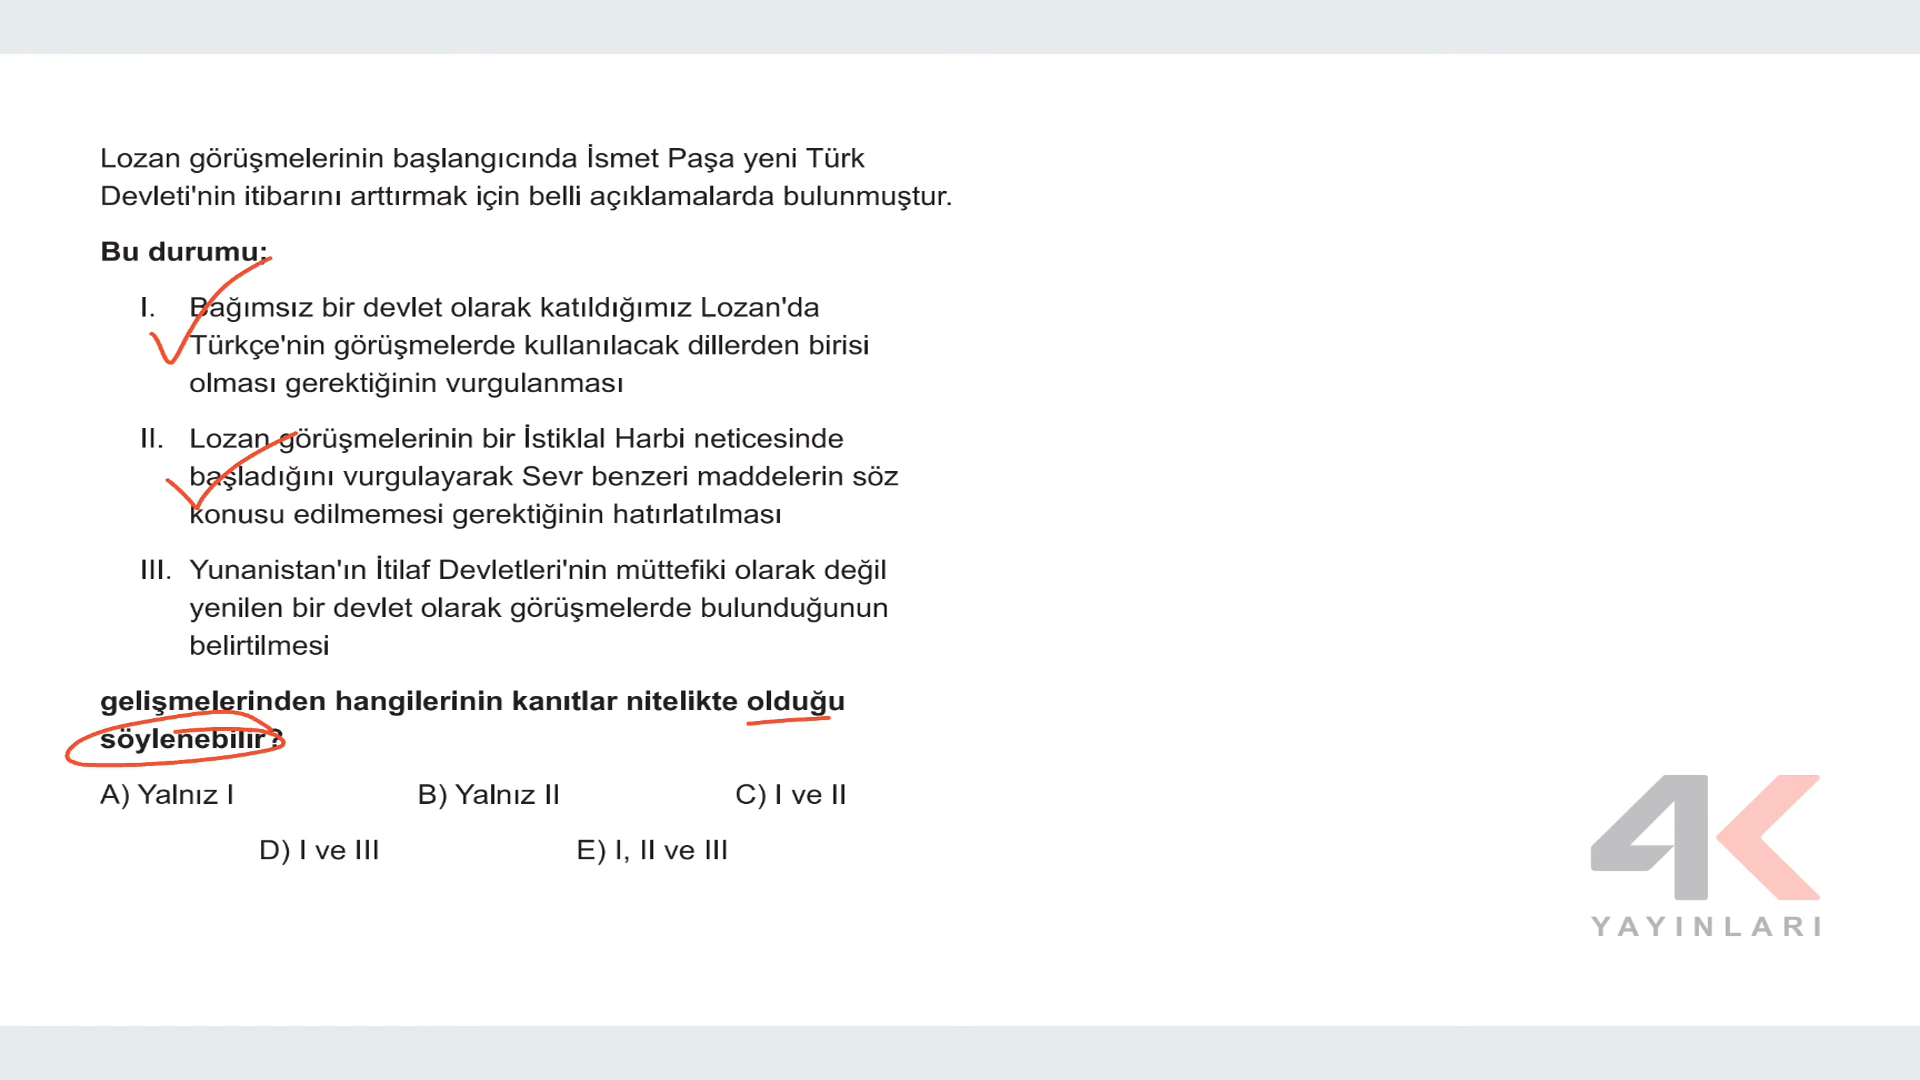 Lozan görüşmelerinin başlangıcında İsmet Paşa yeni Türk
Devleti'nin itibarını arttırmak için belli açıklamalarda bulunmuştur.
Bu durumu;
I. Bağımsız bir devlet olarak katıldığımız Lozan'da
Türkçe'nin görüşmelerde kullanılacak dillerden birisi
olması gerektiğinin vurgulanması
II. Lozan görüşmelerinin bir İstiklal Harbi neticesinde
başladığını vurgulayarak Sevr benzeri maddelerin söz
konusu edilmemesi gerektiğinin hatırlatılması
III. Yunanistan'ın İtilaf Devletleri'nin müttefiki olarak değil
yenilen bir devlet olarak görüşmelerde bulunduğunun
belirtilmesi
gelişmelerinden hangilerinin kanıtlar nitelikte olduğu
söylenebilir?
A) Yalnız I B) Yalnız II C) I ve II
D) I ve III E) I, II ve III
4K
YAYINLARI